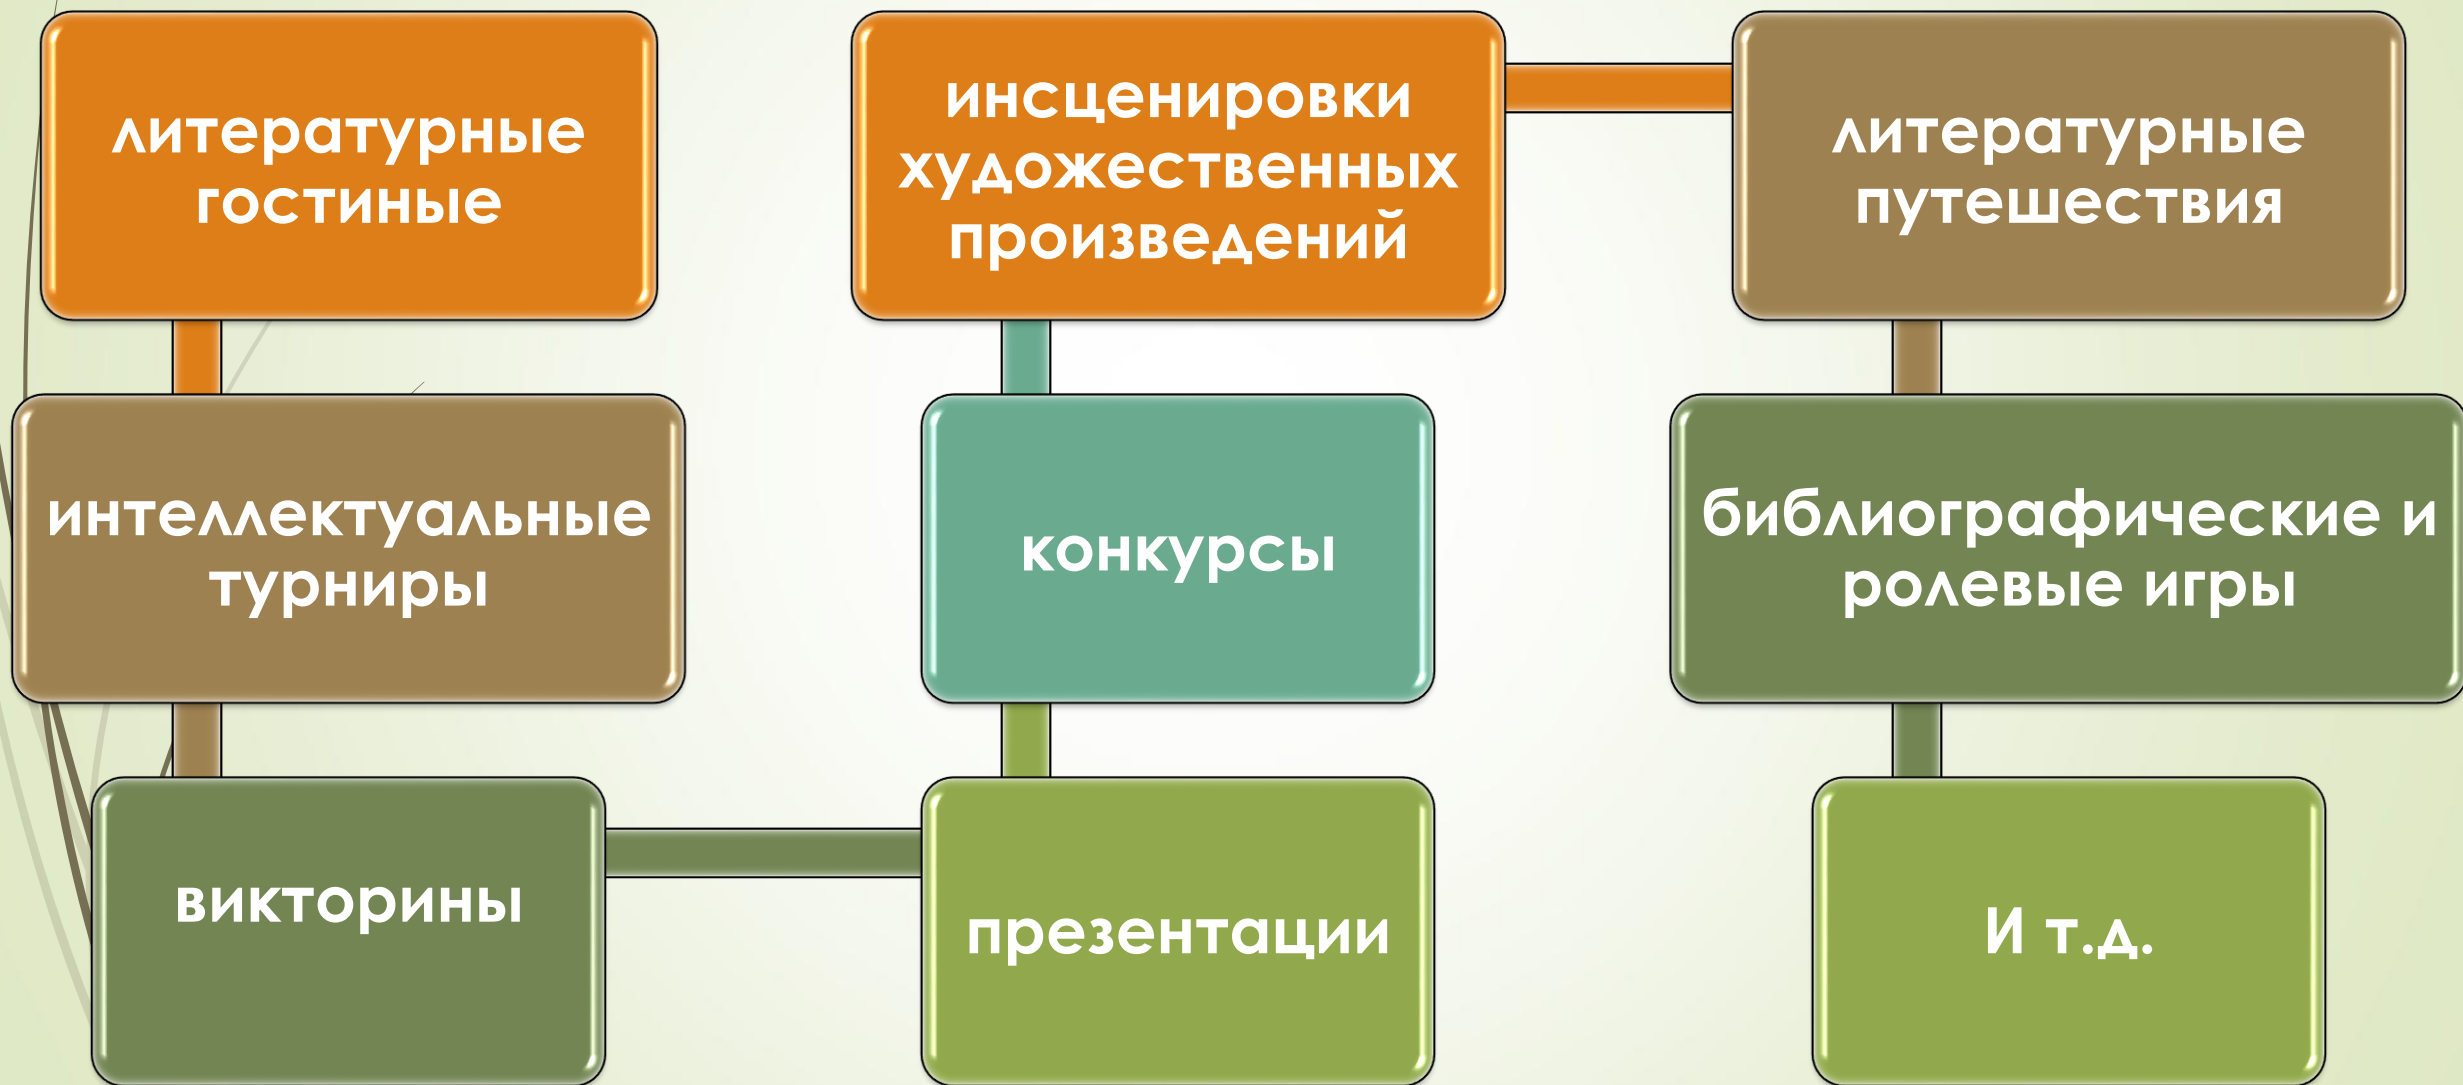 литературные
гостиные
интеллектуальные
турниры
викторины
презентации
конкурсы
инсценировки
художественных
произведений
литературные
путешествия
библиографические и
ролевые игры
И т.д.